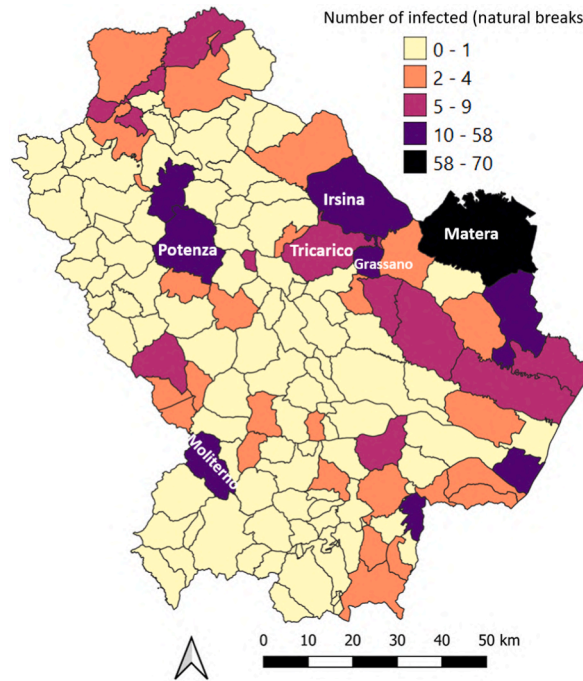 Number of infected (natural breaks
0 - 1
2 - 4
5 - 9
10 - 58
58 - 70
Irsina
Matera
Potenza
Tricarico
Grassano
Moliterno
0 10 20 30 40 50 km